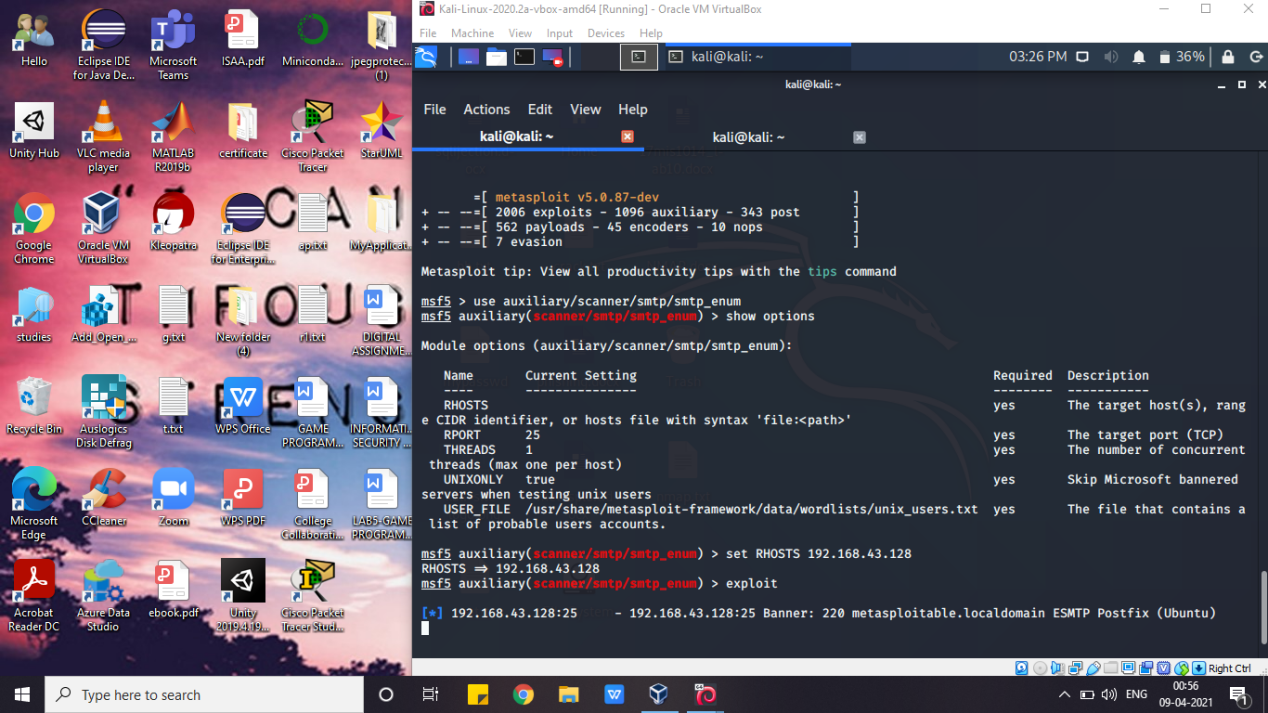 Hello
Eclipse IDE
for Java De...
Microsoft
Teams
ISAA.pdf
Miniconda...
jpegprotec...
(1)
Unity Hub
VLC media
player
MATLAB
R2019b
certificate
Cisco Packet
Tracer
StarUML
Google
Chrome
Oracle VM
VirtualBox
Kleopatra
Eclipse IDE
for Enterpri...
ap.txt
MyApplicat...
studies
Add_Open_...
g.txt
New folder
(4)
r1.txt
DIGITAL
ASSIGNME...
Recycle Bin
Auslogics
Disk Defrag
t.txt
WPS Office
GAME
PROGRAM...
INFORMATI...
SECURITY ...
Microsoft
Edge
CCleaner
Zoom
WPS PDF
College
Collaborati...
LAB5-GAME
PROGRAM...
Acrobat
Reader DC
Azure Data
Studio
ebook.pdf
Unity
2019.4.19...
Cisco Packet
Tracer Stud...
Kali-Linux-2020.2a-vbox-amd64 [Running] - Oracle VM VirtualBox
File Machine View Input Devices Help
kali@kali: ~
03:26 PM
36%
kali@kali:~
File Actions Edit View Help
kali@kali: ~
kali@kali: ~
=[ metasploit v5.0.87-dev ]
+ -- --=[ 2006 exploits - 1096 auxiliary - 343 post ]
+ -- --=[ 562 payloads - 45 encoders - 10 nops ]
+ -- --=[ 7 evasion ]
Metasploit tip: View all productivity tips with the tips command
msf5 > use auxiliary/scanner/smtp/smtp_enum
msf5 auxiliary(scanner/smtp/smtp_enum) > show options
Module options (auxiliary/scanner/smtp/smtp_enum):
Name Current Setting Required Description
---- --------------- -------- -----------
RHOSTS yes The target host(s), rang
e CIDR identifier, or hosts file with syntax 'file:<path>'
RPORT 25 yes The target port (TCP)
THREADS 1 yes The number of concurrent
threads (max one per host)
UNIXONLY true yes Skip Microsoft bannered
servers when testing unix users
USER_FILE /usr/share/metasploit-framework/data/wordlists/unix_users.txt yes The file that contains a
list of probable users accounts.
msf5 auxiliary(scanner/smtp/smtp_enum) > set RHOSTS 192.168.43.128
RHOSTS => 192.168.43.128
msf5 auxiliary(scanner/smtp/smtp_enum) > exploit
[*] 192.168.43.128:25 - 192.168.43.128:25 Banner: 220 metasploitable.localdomain ESMTP Postfix (Ubuntu)
Right Ctrl
Type here to search
ENG
00:56
09-04-2021
1